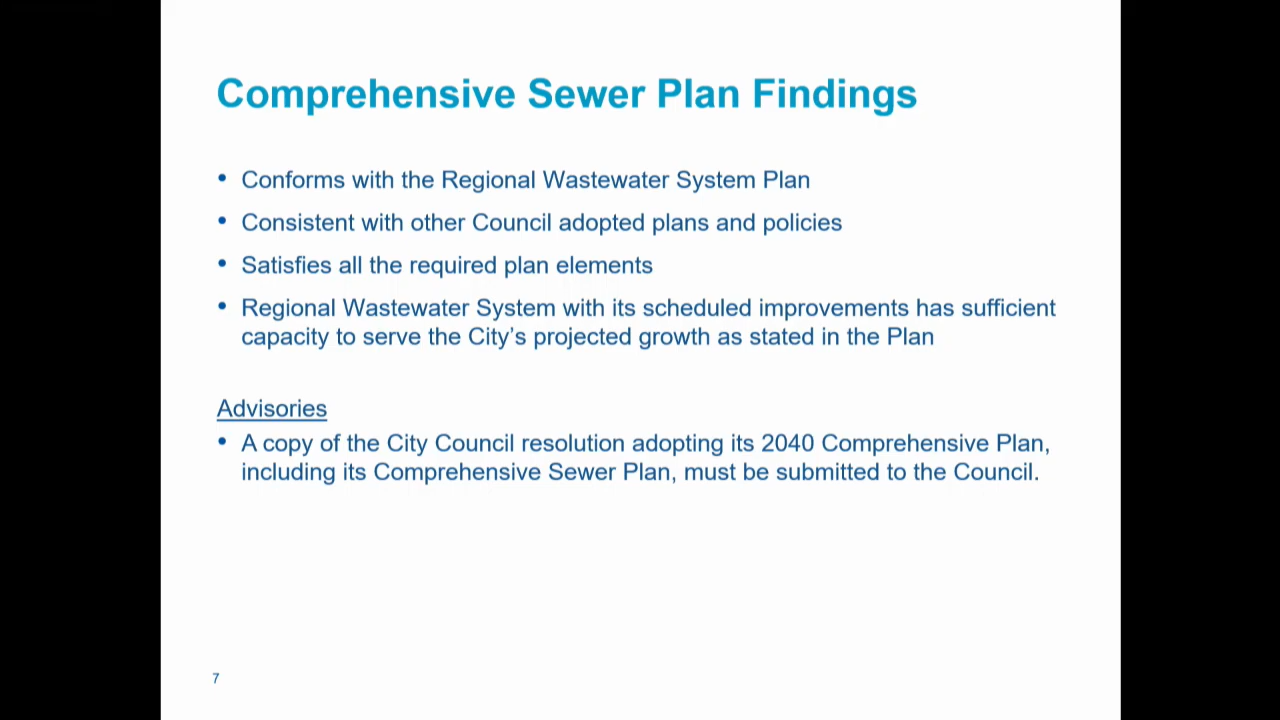 Comprehensive Sewer Plan Findings
• Conforms with the Regional Wastewater System Plan
• Consistent with other Council adopted plans and policies
• Satisfies all the required plan elements
• Regional Wastewater System with its scheduled improvements has sufficient
capacity to serve the City’s projected growth as stated in the Plan
Advisories
• A copy of the City Council resolution adopting its 2040 Comprehensive Plan,
including its Comprehensive Sewer Plan, must be submitted to the Council.
7